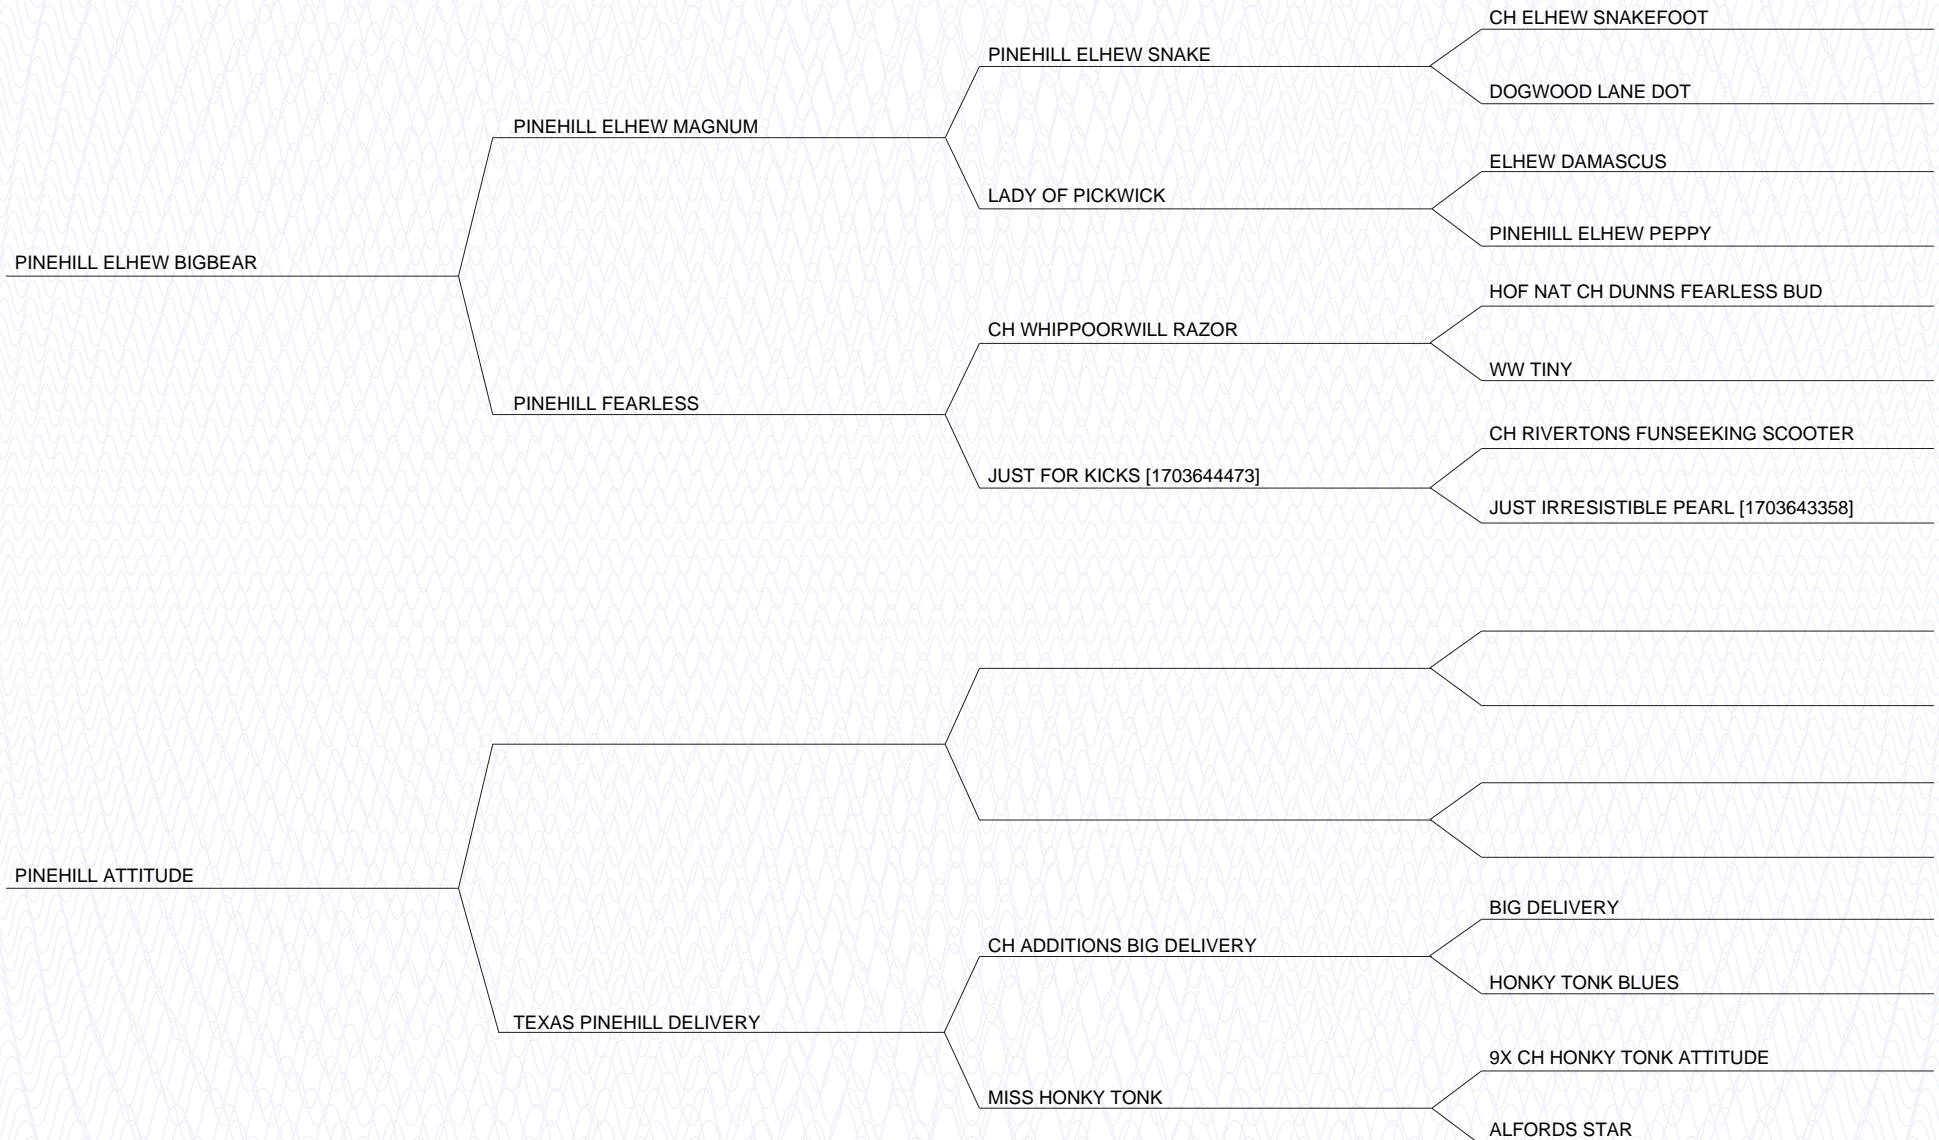 CH ELHEW SNAKEFOOT
PINEHILL ELHEW SNAKE
DOGWOOD LANE DOT
PINEHILL ELHEW MAGNUM
ELHEW DAMASCUS
LADY OF PICKWICK
PINEHILL ELHEW PEPPY
PINEHILL ELHEW BIGBEAR
HOF NAT CH DUNNS FEARLESS BUD
CH WHIPPOORWILL RAZOR
WW TINY
PINEHILL FEARLESS
CH RIVERTONS FUNSEEKING SCOOTER
JUST FOR KICKS [1703644473]
JUST IRRESISTIBLE PEARL [1703643358]
PINEHILL ATTITUDE
BIG DELIVERY
CH ADDITIONS BIG DELIVERY
HONKY TONK BLUES
TEXAS PINEHILL DELIVERY
9X CH HONKY TONK ATTITUDE
MISS HONKY TONK
ALFORDS STAR